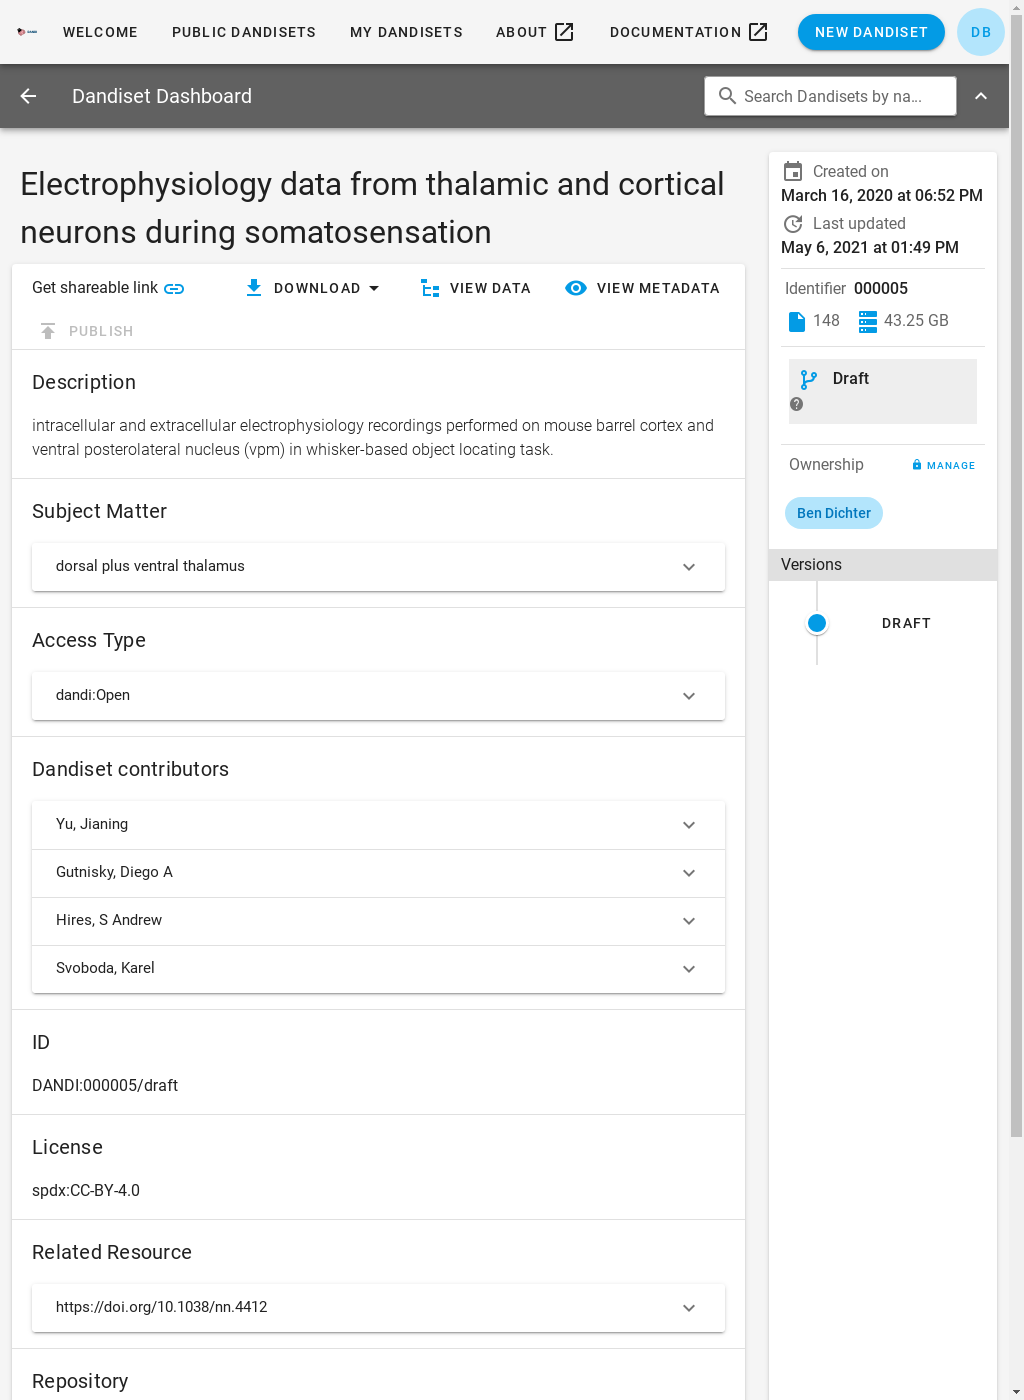 WELCOME PUBLIC DANDISETS MY DANDISETS ABOUT DOCUMENTATION NEW DANDISET DB
Dandiset Dashboard Search Dandisets by na...
Electrophysiology data from thalamic and cortical
neurons during somatosensation
Get shareable link DOWNLOAD VIEW DATA VIEW METADATA
PUBLISH
Description
intracellular and extracellular electrophysiology recordings performed on mouse barrel cortex and
ventral posterolateral nucleus (vpm) in whisker-based object locating task.
Subject Matter
dorsal plus ventral thalamus
Access Type
dandi:Open
Dandiset contributors
Yu, Jianing
Gutnisky, Diego A
Hires, S Andrew
Svoboda, Karel
ID
DANDI:000005/draft
License
spdx:CC-BY-4.0
Related Resource
https://doi.org/10.1038/nn.4412
Repository
Created on
March 16, 2020 at 06:52 PM
Last updated
May 6, 2021 at 01:49 PM
Identifier 000005
148 43.25 GB
Draft
Ownership MANAGE
Ben Dichter
Versions
DRAFT